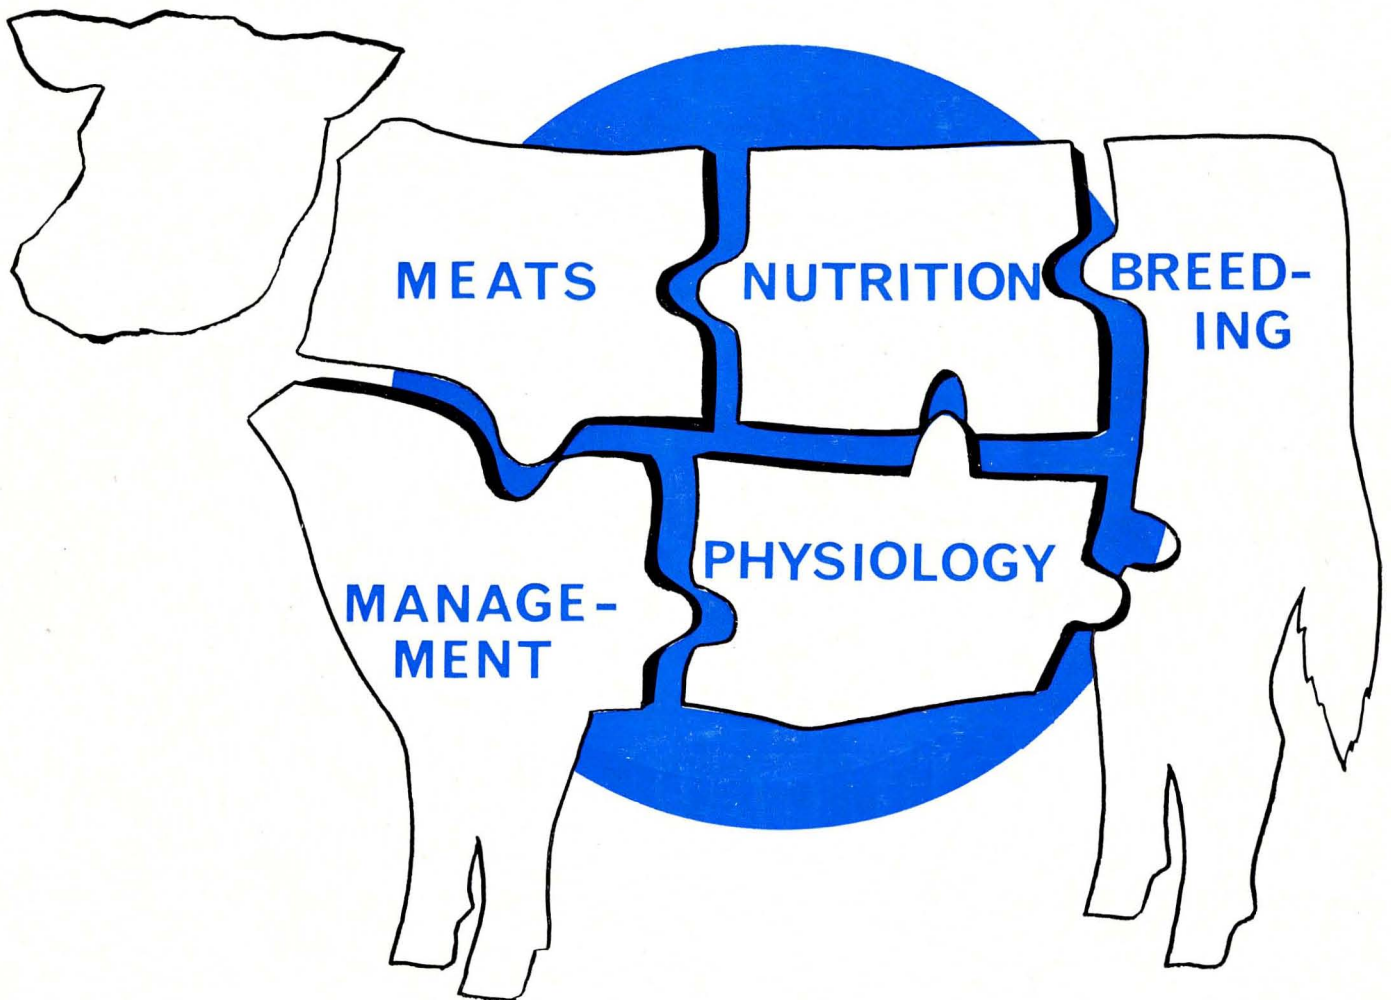 MEATS
NUTRITION
BREED-
ING
MANAGE-
MENT
PHYSIOLOGY